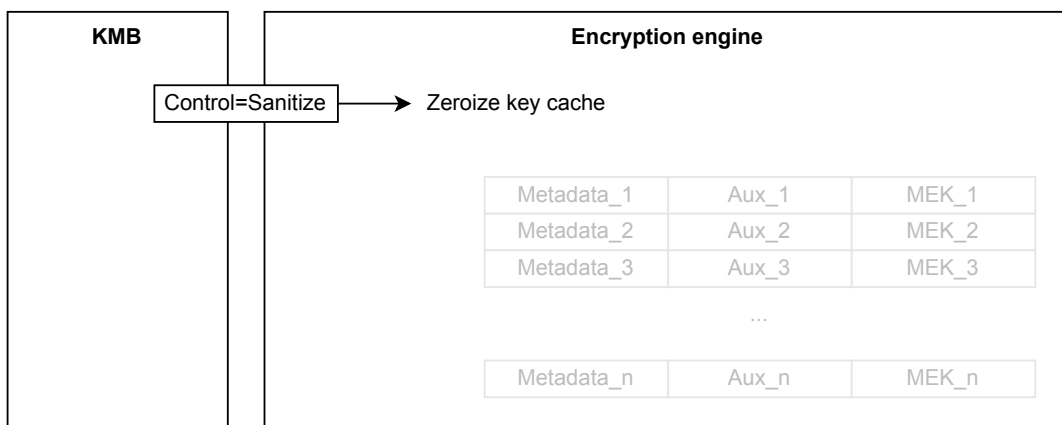 KMB
Encryption engine
Control=Sanitize
Zeroize key cache
Metadata_1 Aux_1 MEK_1
Metadata_2 Aux_2 MEK_2
Metadata_3 Aux_3 MEK_3
...
Metadata_n Aux_n MEK_n